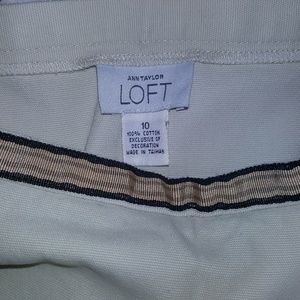 ANN TAYLOR
LOFT
10
100% COTTON
EXCLUSIVE OF
DECORATION
MADE IN TAIWAN